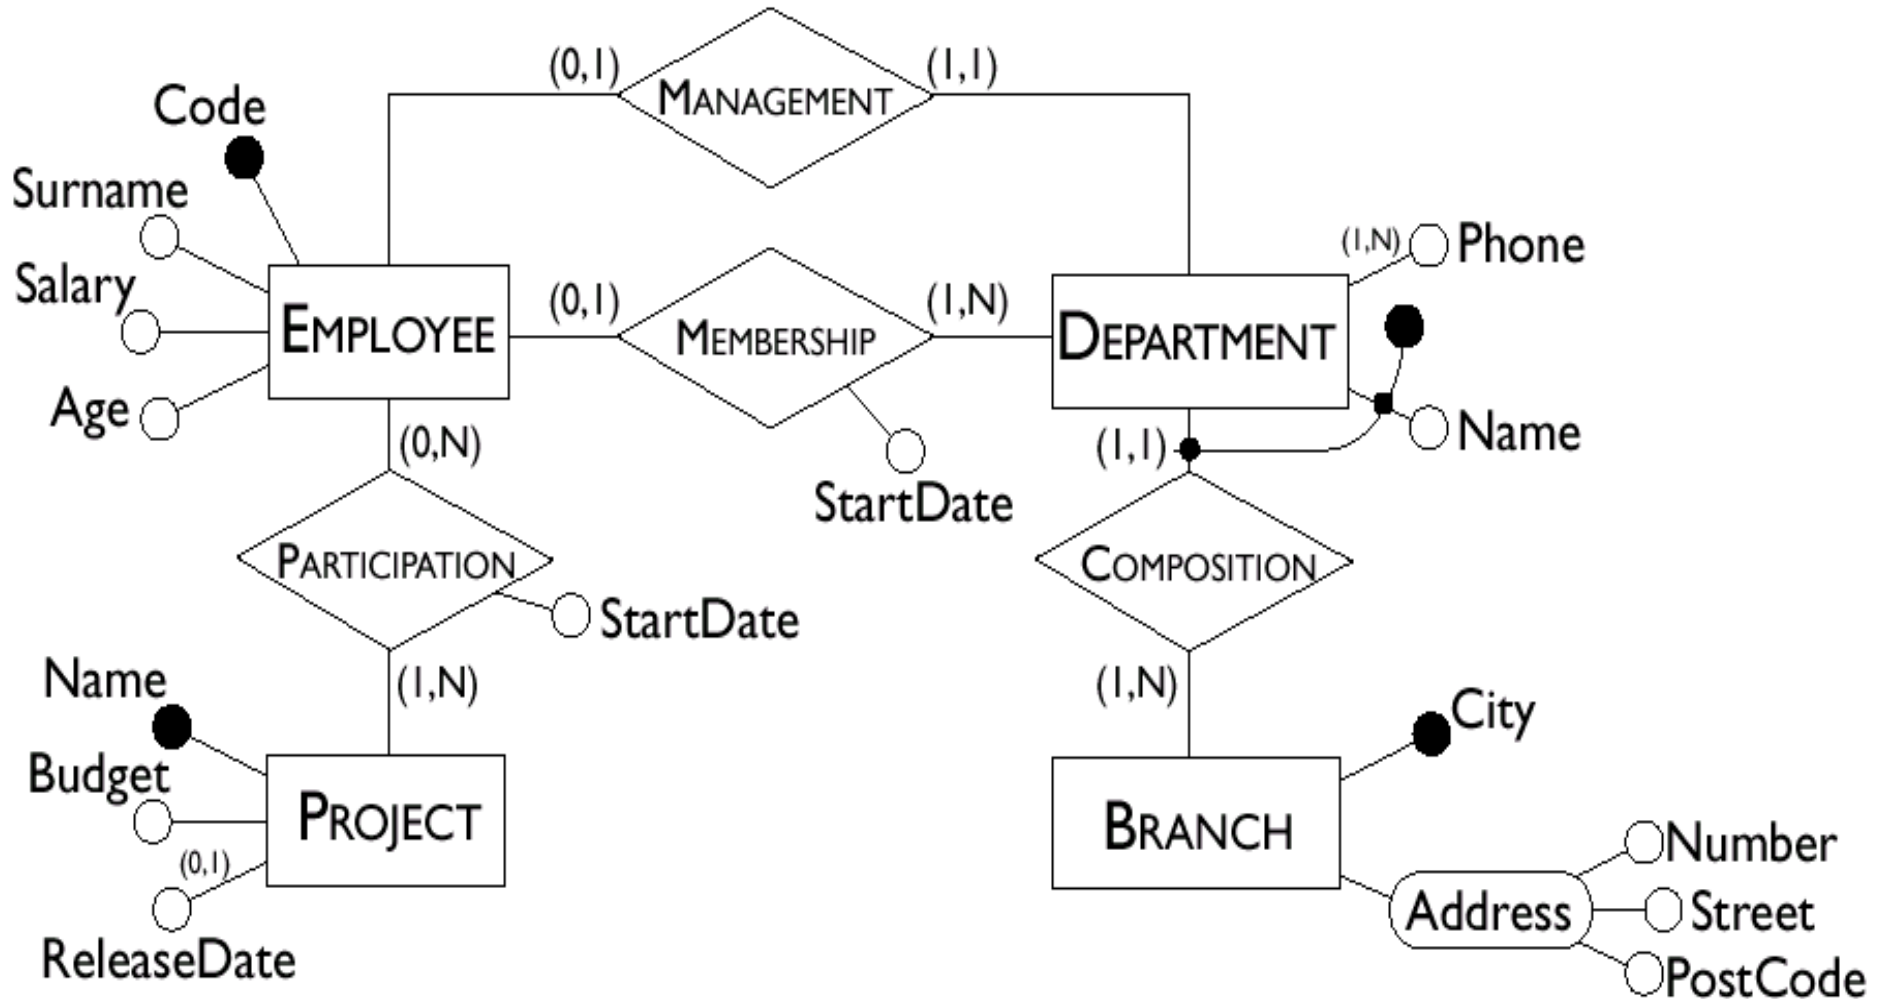 (0,1)
MANAGEMENT
(1,1)
Code
Surname
Salary
Age
EMPLOYEE
(0,1)
MEMBERSHIP
(1,N)
StartDate
DEPARTMENT
(1,N)
Phone
Name
(0,N)
PARTICIPATION
StartDate
(1,N)
(1,1)
COMPOSITION
(1,N)
Name
Budget
(0,1)
ReleaseDate
PROJECT
BRANCH
City
Address
Number
Street
PostCode